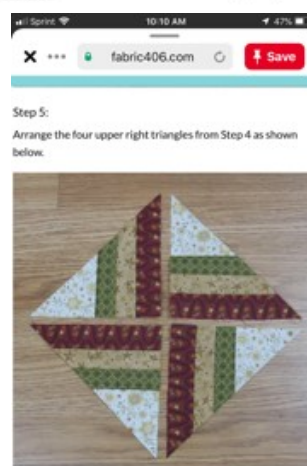 Sprint 10:10 AM 47%
fabric406.com Save
Step 5:
Arrange the four upper right triangles from Step 4 as shown
below.